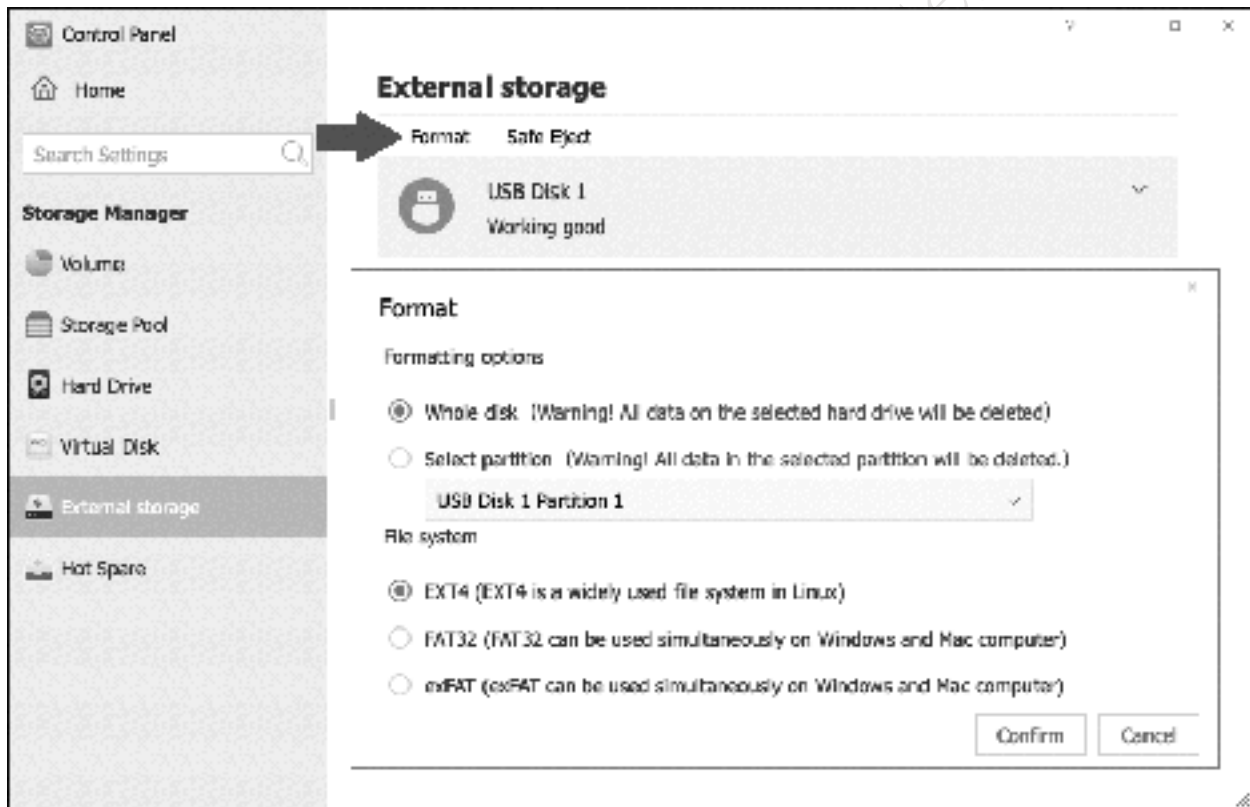 Control Panel
Home
Search Settings
Storage Manager
Volume
Storage Pool
Hard Drive
Virtual Disk
External storage
Hot Spare
?
External storage
Format Safe Eject
USB Disk 1
Working good
Format
Formatting options
Whole disk (Warning! All data on the selected hard drive will be deleted)
Select partition (Warning! All data in the selected partition will be deleted.)
USB Disk 1 Partition 1
File system
EXT4 (EXT4 is a widely used file system in Linux)
FAT32 (FAT32 can be used simultaneously on Windows and Mac computer)
exFAT (exFAT can be used simultaneously on Windows and Mac computer)
Confirm Cancel